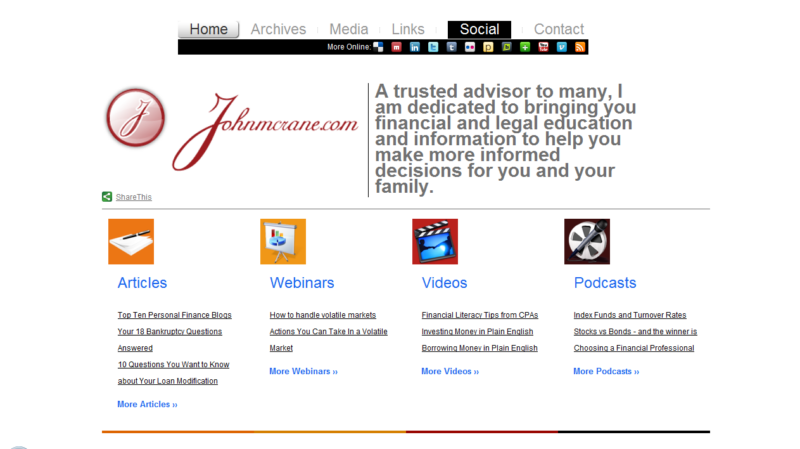 Home Archives Media Links Social Contact
More Online:
Johnmcrane.com
A trusted advisor to many, I
am dedicated to bringing you
financial and legal education
and information to help you
make more informed
decisions for you and your
family.
ShareThis
Articles
Top Ten Personal Finance Blogs
Your 18 Bankruptcy Questions
Answered
10 Questions You Want to Know
about Your Loan Modification
More Articles »
Webinars
How to handle volatile markets
Actions You Can Take In a Volatile
Market
More Webinars »
Videos
Financial Literacy Tips from CPAs
Investing Money in Plain English
Borrowing Money in Plain English
More Videos »
Podcasts
Index Funds and Turnover Rates
Stocks vs Bonds - and the winner is
Choosing a Financial Professional
More Podcasts »